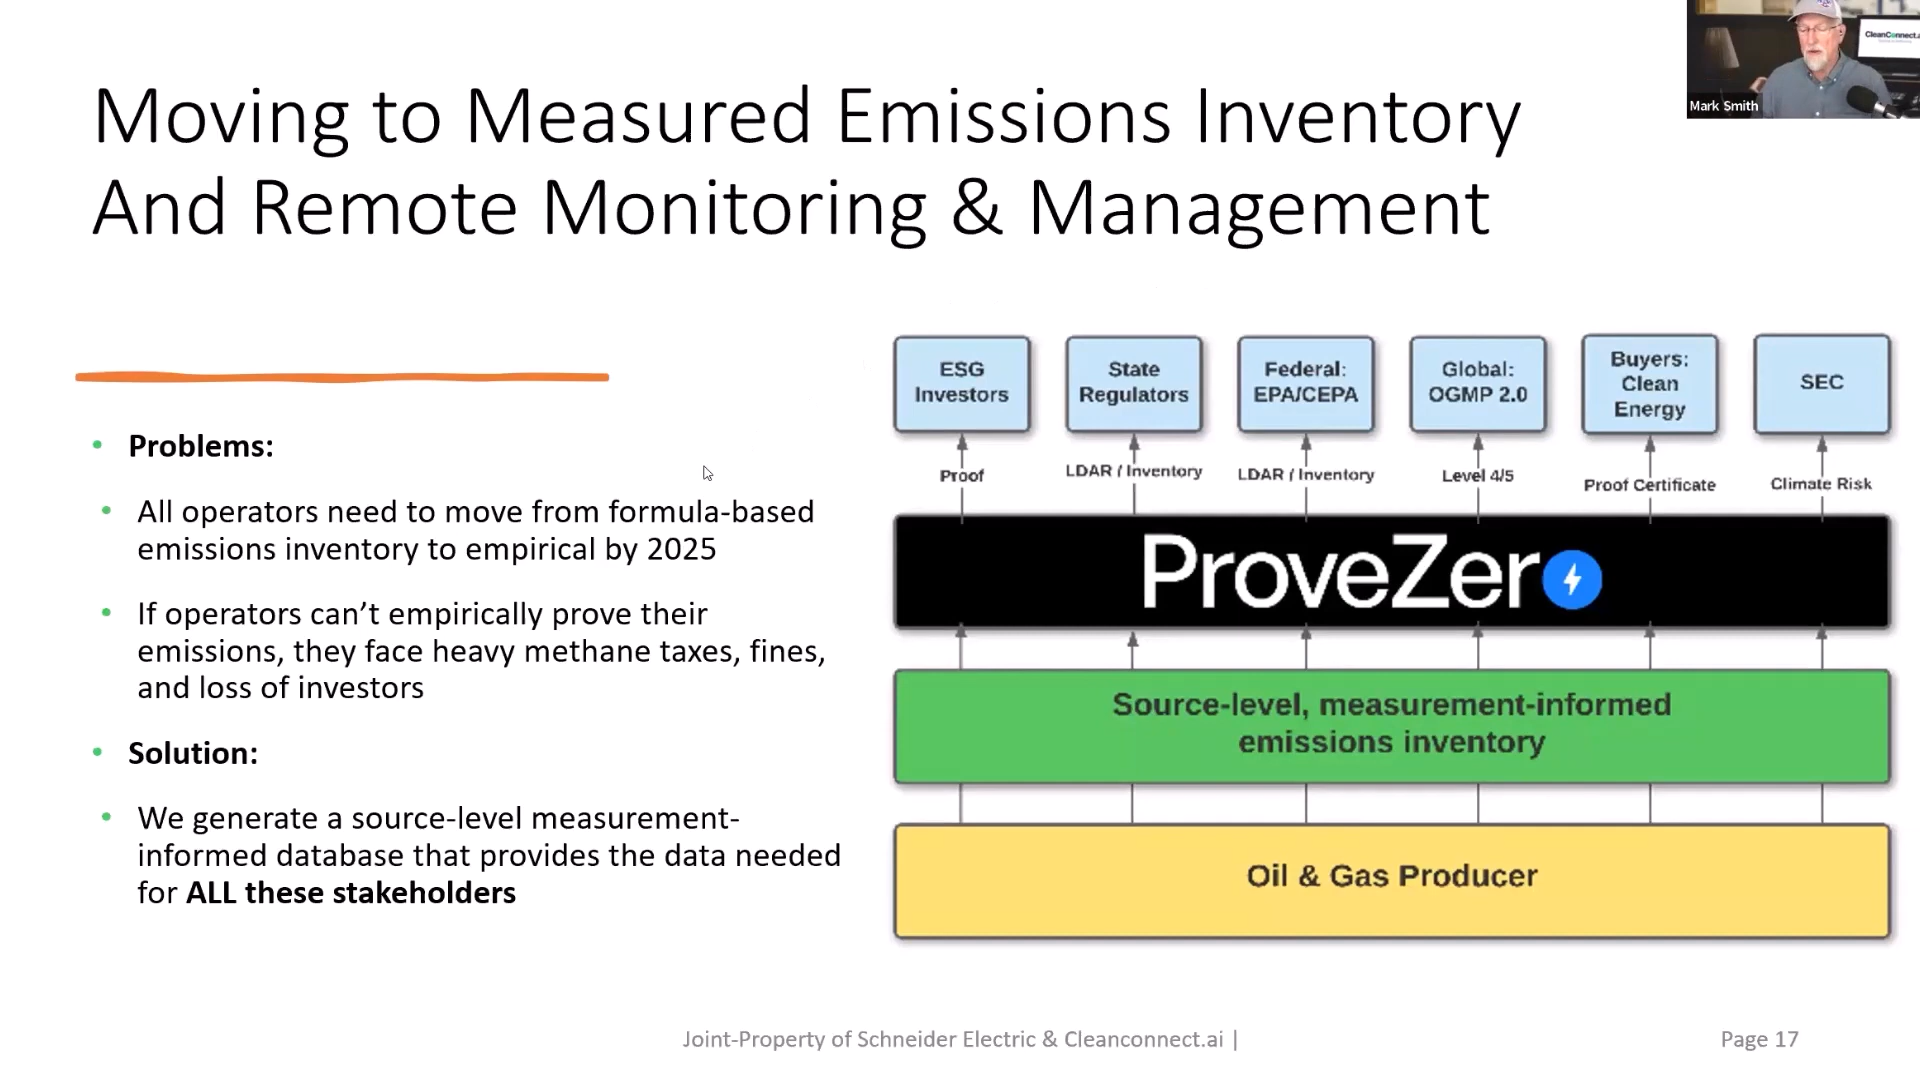 CleanConnect.a
Mark Smith
Moving to Measured Emissions Inventory
And Remote Monitoring & Management
• Problems:
• All operators need to move from formula-based
emissions inventory to empirical by 2025
• If operators can’t empirically prove their
emissions, they face heavy methane taxes, fines,
and loss of investors
• Solution:
• We generate a source-level measurement-
informed database that provides the data needed
for ALL these stakeholders
ESG
Investors
State
Regulators
Federal:
EPA/CEPA
Global:
OGMP 2.0
Buyers:
Clean
Energy
SEC
Proof
LDAR / Inventory
LDAR / Inventory
Level 4/5
Proof Certificate
Climate Risk
ProveZero
Source-level, measurement-informed
emissions inventory
Oil & Gas Producer
Joint-Property of Schneider Electric & Cleanconnect.ai |
Page 17